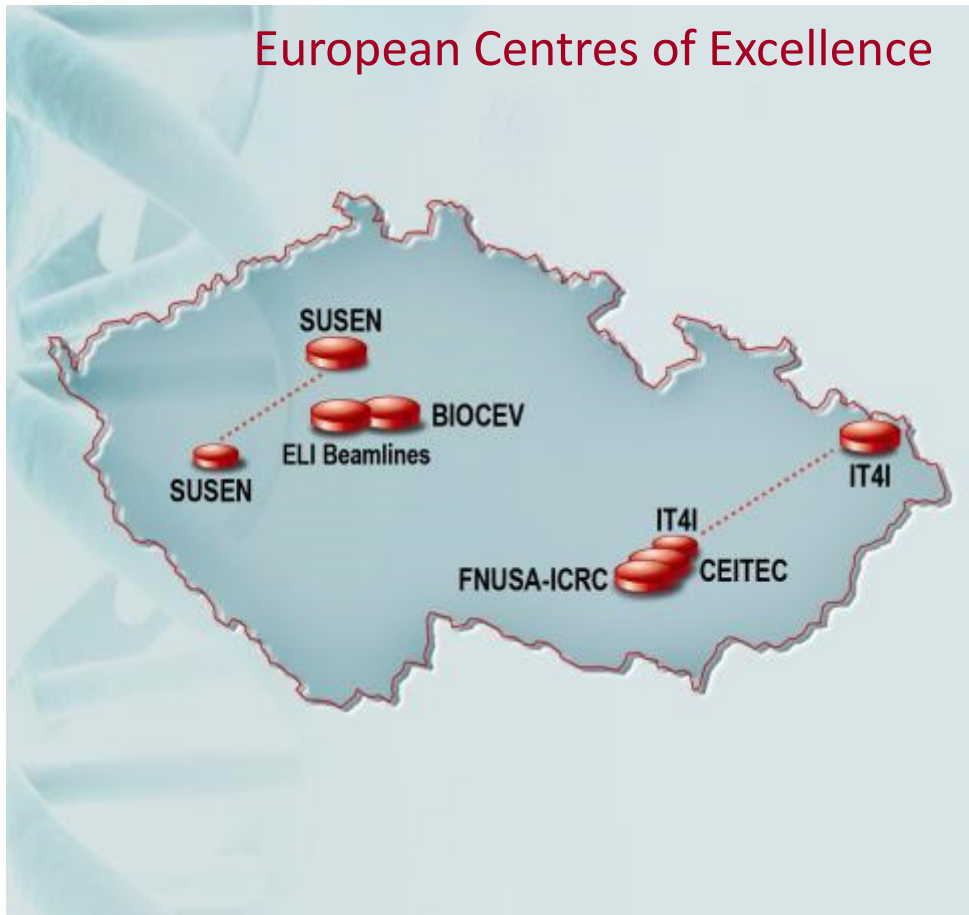 European Centres of Excellence
SUSEN
BIOCEV
ELI Beamlines
SUSEN
IT4I
IT4I
CEITEC
FNUSA-ICRC